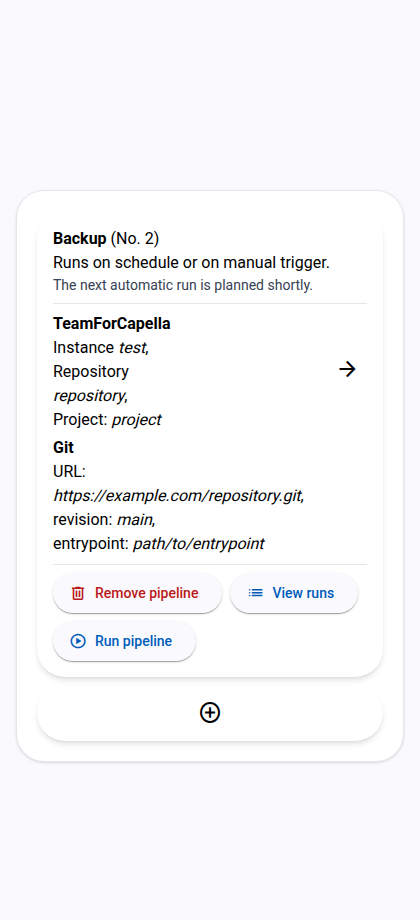 Backup (No. 2)
Runs on schedule or on manual trigger.
The next automatic run is planned shortly.
TeamForCapella
Instance test,
Repository
repository,
Project: project
Git
URL:
https://example.com/repository.git,
revision: main,
entrypoint: path/to/entrypoint
Remove pipeline
View runs
Run pipeline